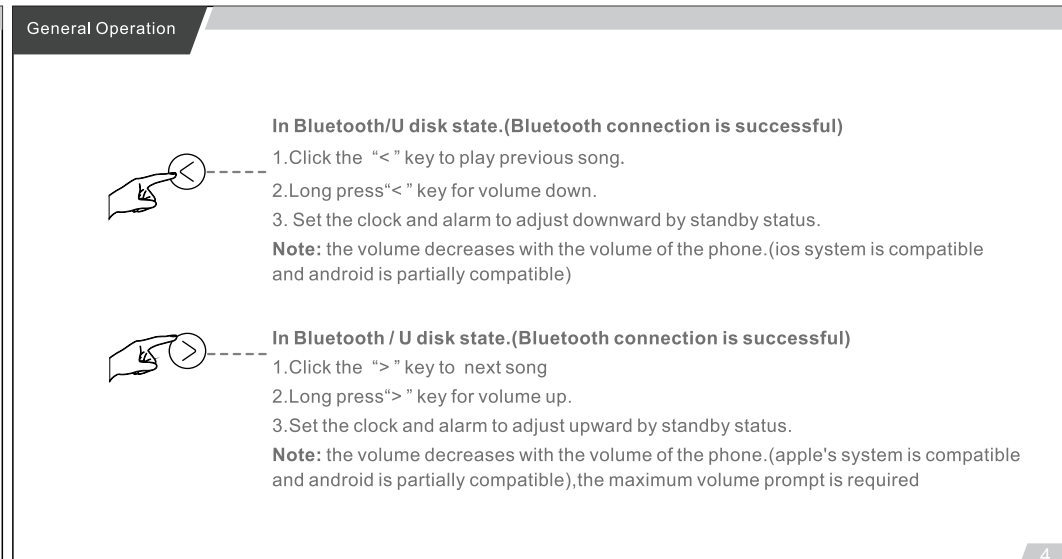 General Operation
In Bluetooth/U disk state.(Bluetooth connection is successful)
1.Click the “< ” key to play previous song.
2.Long press“< ” key for volume down.
3. Set the clock and alarm to adjust downward by standby status.
Note: the volume decreases with the volume of the phone.(ios system is compatible
and android is partially compatible)
In Bluetooth / U disk state.(Bluetooth connection is successful)
1.Click the “> ” key to next song
2.Long press“> ” key for volume up.
3.Set the clock and alarm to adjust upward by standby status.
Note: the volume decreases with the volume of the phone.(apple's system is compatible
and android is partially compatible),the maximum volume prompt is required
4